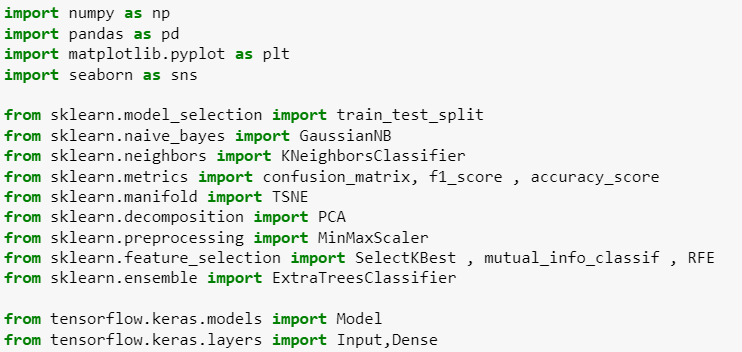 import numpy as np
import pandas as pd
import matplotlib.pyplot as plt
import seaborn as sns
from sklearn.model_selection import train_test_split
from sklearn.naive_bayes import GaussianNB
from sklearn.neighbors import KNeighborsClassifier
from sklearn.metrics import confusion_matrix, f1_score , accuracy_score
from sklearn.manifold import TSNE
from sklearn.decomposition import PCA
from sklearn.preprocessing import MinMaxScaler
from sklearn.feature_selection import SelectKBest , mutual_info_classif , RFE
from sklearn.ensemble import ExtraTreesClassifier
from tensorflow.keras.models import Model
from tensorflow.keras.layers import Input,Dense